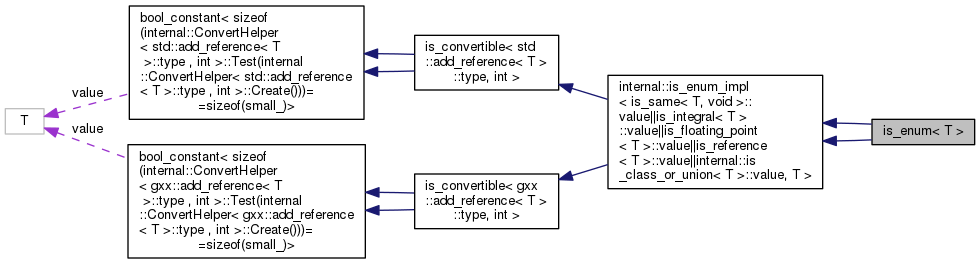 bool_constant< sizeof
(internal::ConvertHelper
< std::add_reference< T
>::type , int >::Test(internal
::ConvertHelper< std::add_reference
< T >::type , int >::Create()))=
=sizeof(small_)>
is_convertible< std
::add_reference< T >
::type, int >
value
T
value
internal::is_enum_impl
< is_same< T, void >::
value||is_integral< T >
::value||is_floating_point
< T >::value||is_reference
< T >::value||internal::is
_class_or_union< T >::value, T >
is_enum< T >
bool_constant< sizeof
(internal::ConvertHelper
< gxx::add_reference< T
>::type , int >::Test(internal
::ConvertHelper< gxx::add_reference
< T >::type , int >::Create()))=
=sizeof(small_)>
is_convertible< gxx
::add_reference< T >
::type, int >